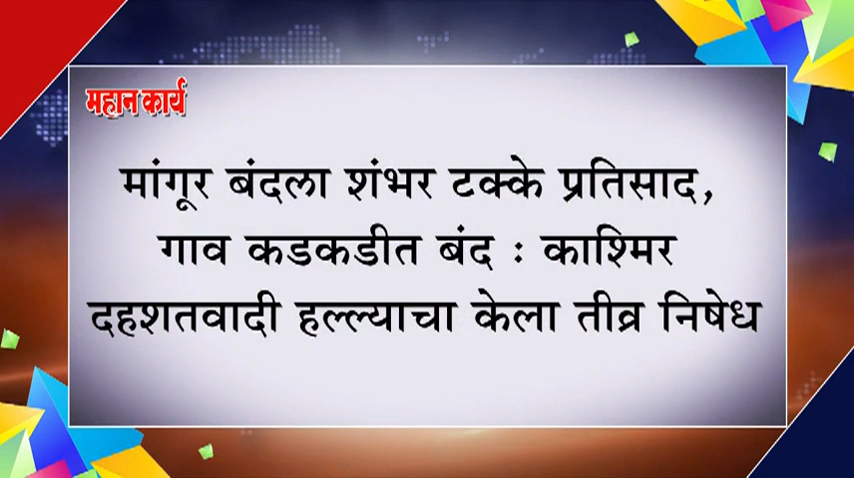 महान कार्य
मांगूर बंदला शंभर टक्के प्रतिसाद,
गाव कडकडीत बंद : काश्मिर
दहशतवादी हल्ल्याचा केला तीव्र निषेध